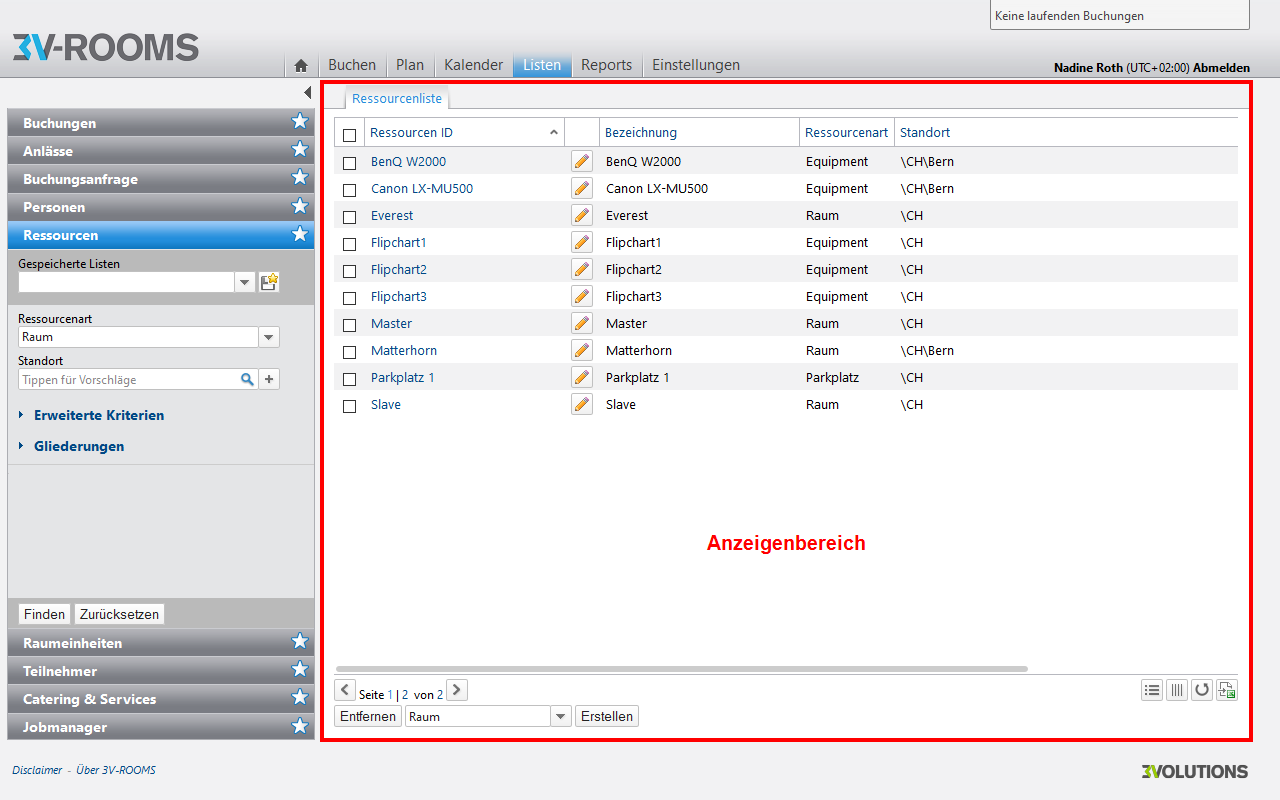 Keine laufenden Buchungen
3V-ROOMS
Buchen Plan Kalender Listen Reports Einstellungen
Nadine Roth (UTC+02:00) Abmelden
Buchungen
Anlässe
Buchungsanfrage
Personen
Ressourcen
Gespeicherte Listen
Ressourcenart
Raum
Standort
Tippen für Vorschläge
Erweiterte Kriterien
Gliederungen
Finden Zurücksetzen
Raumeinheiten
Teilnehmer
Catering & Services
Jobmanager
Ressourcenliste
Ressourcen ID Bezeichnung Ressourcenart Standort
BenQ W2000 BenQ W2000 Equipment \CH\Bern
Canon LX-MU500 Canon LX-MU500 Equipment \CH\Bern
Everest Everest Raum \CH
Flipchart1 Flipchart1 Equipment \CH
Flipchart2 Flipchart2 Equipment \CH
Flipchart3 Flipchart3 Equipment \CH
Master Master Raum \CH
Matterhorn Matterhorn Raum \CH\Bern
Parkplatz 1 Parkplatz 1 Parkplatz \CH
Slave Slave Raum \CH
Anzeigenbereich
Seite 1 | 2 von 2
Entfernen Raum Erstellen
Disclaimer - Über 3V-ROOMS
3VOLUTIONS